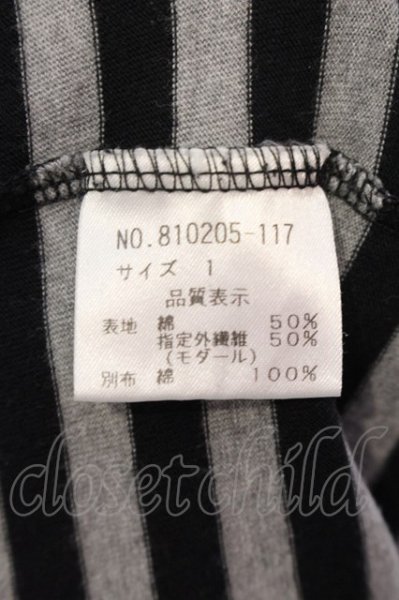 NO.810205-117
サイズ 1
品質表示
表地 綿 50%
指定外繊維 50%
(モダール)
別布 綿 100%
closetchild